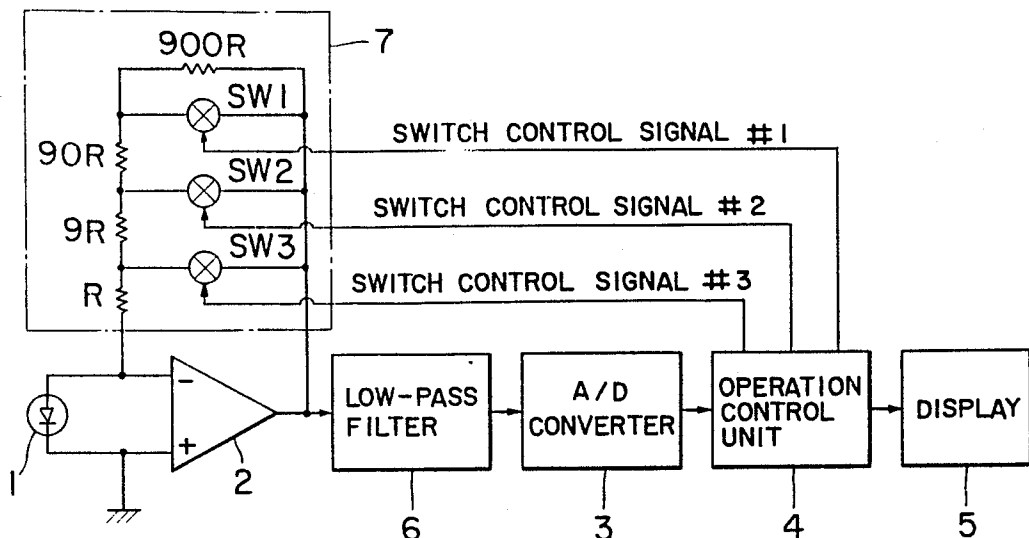 7
900R
SW1
SWITCH CONTROL SIGNAL #1
90R
SW2
SWITCH CONTROL SIGNAL #2
9R
SW3
SWITCH CONTROL SIGNAL #3
R
−
+
LOW-PASS
FILTER
A/D
CONVERTER
OPERATION
CONTROL
UNIT
DISPLAY
1
2
6
3
4
5